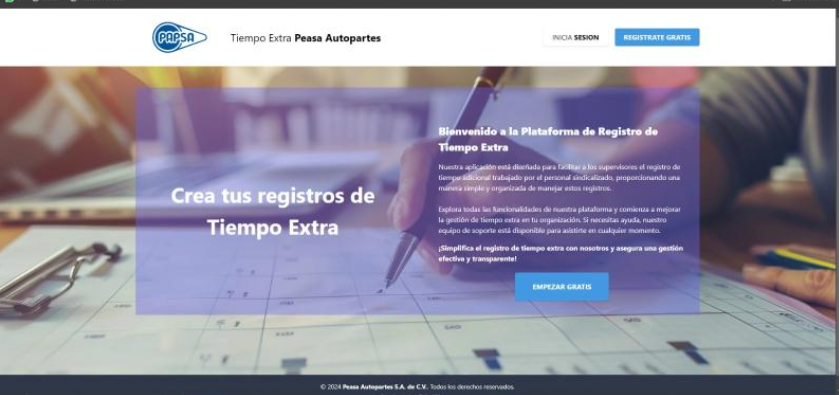 PAPSA
Tiempo Extra Peasa Autopartes
INICIA SESION
REGISTRATE GRATIS
Crea tus registros de
Tiempo Extra
Bienvenido a la Plataforma de Registro de
Tiempo Extra
Nuestra aplicación está diseñada para facilitar a los supervisores el registro de
tiempo adicional trabajado por el personal sindicalizado, proporcionando una
manera simple y organizada de manejar estos registros.
Explora todas las funcionalidades de nuestra plataforma y comienza a mejorar
la gestión de tiempo extra en tu organización. Si necesitas ayuda, nuestro
equipo de soporte está disponible para asistirte en cualquier momento.
¡Simplifica el registro de tiempo extra con nosotros y asegura una gestión
efectiva y transparente!
EMPEZAR GRATIS
© 2024 Peasa Autopartes S.A. de C.V. Todos los derechos reservados.